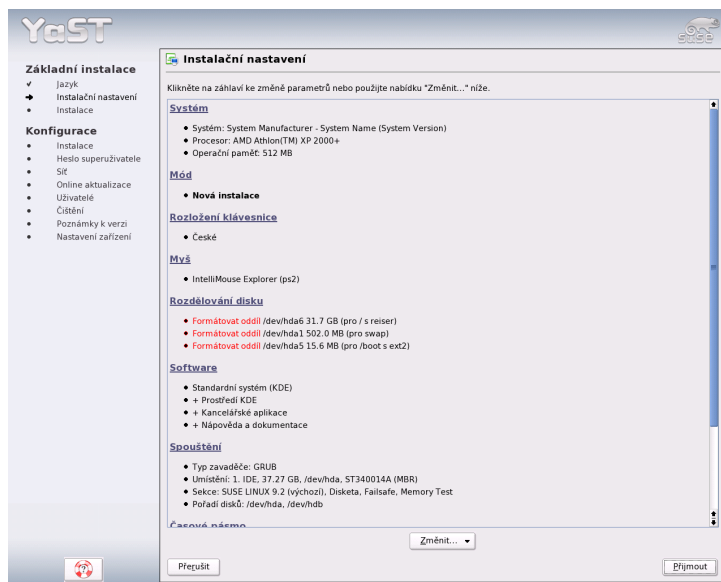 YaST
SUSE
Základní instalace
Jazyk
Instalační nastavení
Instalace
Konfigurace
Instalace
Heslo superuživatele
Síť
Online aktualizace
Uživatelé
Čištění
Poznámky k verzi
Nastavení zařízení
Instalační nastavení
Klikněte na záhlaví ke změně parametrů nebo použijte nabídku "Změnit..." níže.
Systém
Systém: System Manufacturer - System Name (System Version)
Procesor: AMD Athlon(TM) XP 2000+
Operační paměť: 512 MB
Mód
Nová instalace
Rozložení klávesnice
České
Myš
IntelliMouse Explorer (ps2)
Rozdělování disku
Formátovat oddíl /dev/hda6 31.7 GB (pro / s reiser)
Formátovat oddíl /dev/hda1 502.0 MB (pro swap)
Formátovat oddíl /dev/hda5 15.6 MB (pro /boot s ext2)
Software
Standardní systém (KDE)
+ Prostředí KDE
+ Kancelářské aplikace
+ Nápověda a dokumentace
Spouštění
Typ zavaděče: GRUB
Umístění: 1. IDE, 37.27 GB, /dev/hda, ST340014A (MBR)
Sekce: SUSE LINUX 9.2 (výchozí), Disketa, Failsafe, Memory Test
Pořadí disků: /dev/hda, /dev/hdb
Časové pásmo
Změnit...
Přerušit
Přijmout